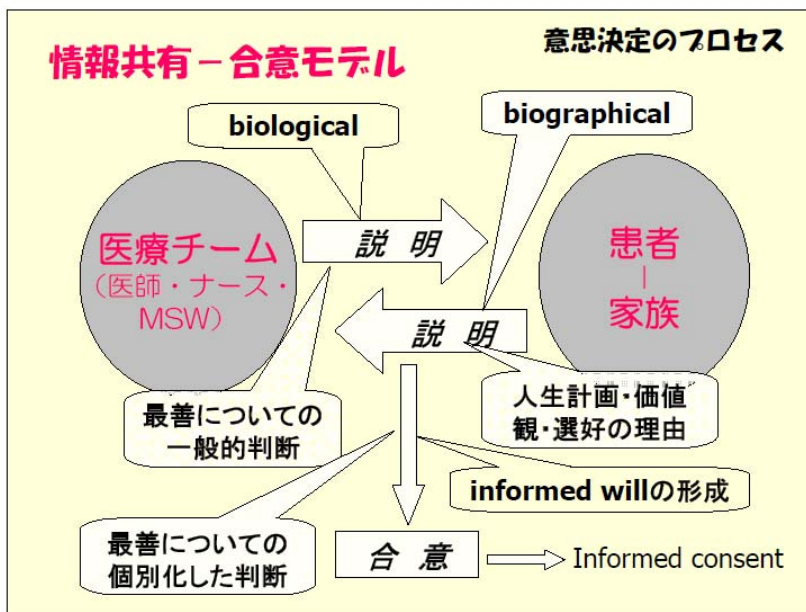 意思決定のプロセス
情報共有－合意モデル
biological
biographical
医療チーム
（医師・ナース・
MSW）
説 明
患者
｜
家族
説 明
最善についての
一般的判断
人生計画・価値
観・選好の理由
informed willの形成
最善についての
個別化した判断
合 意
Informed consent